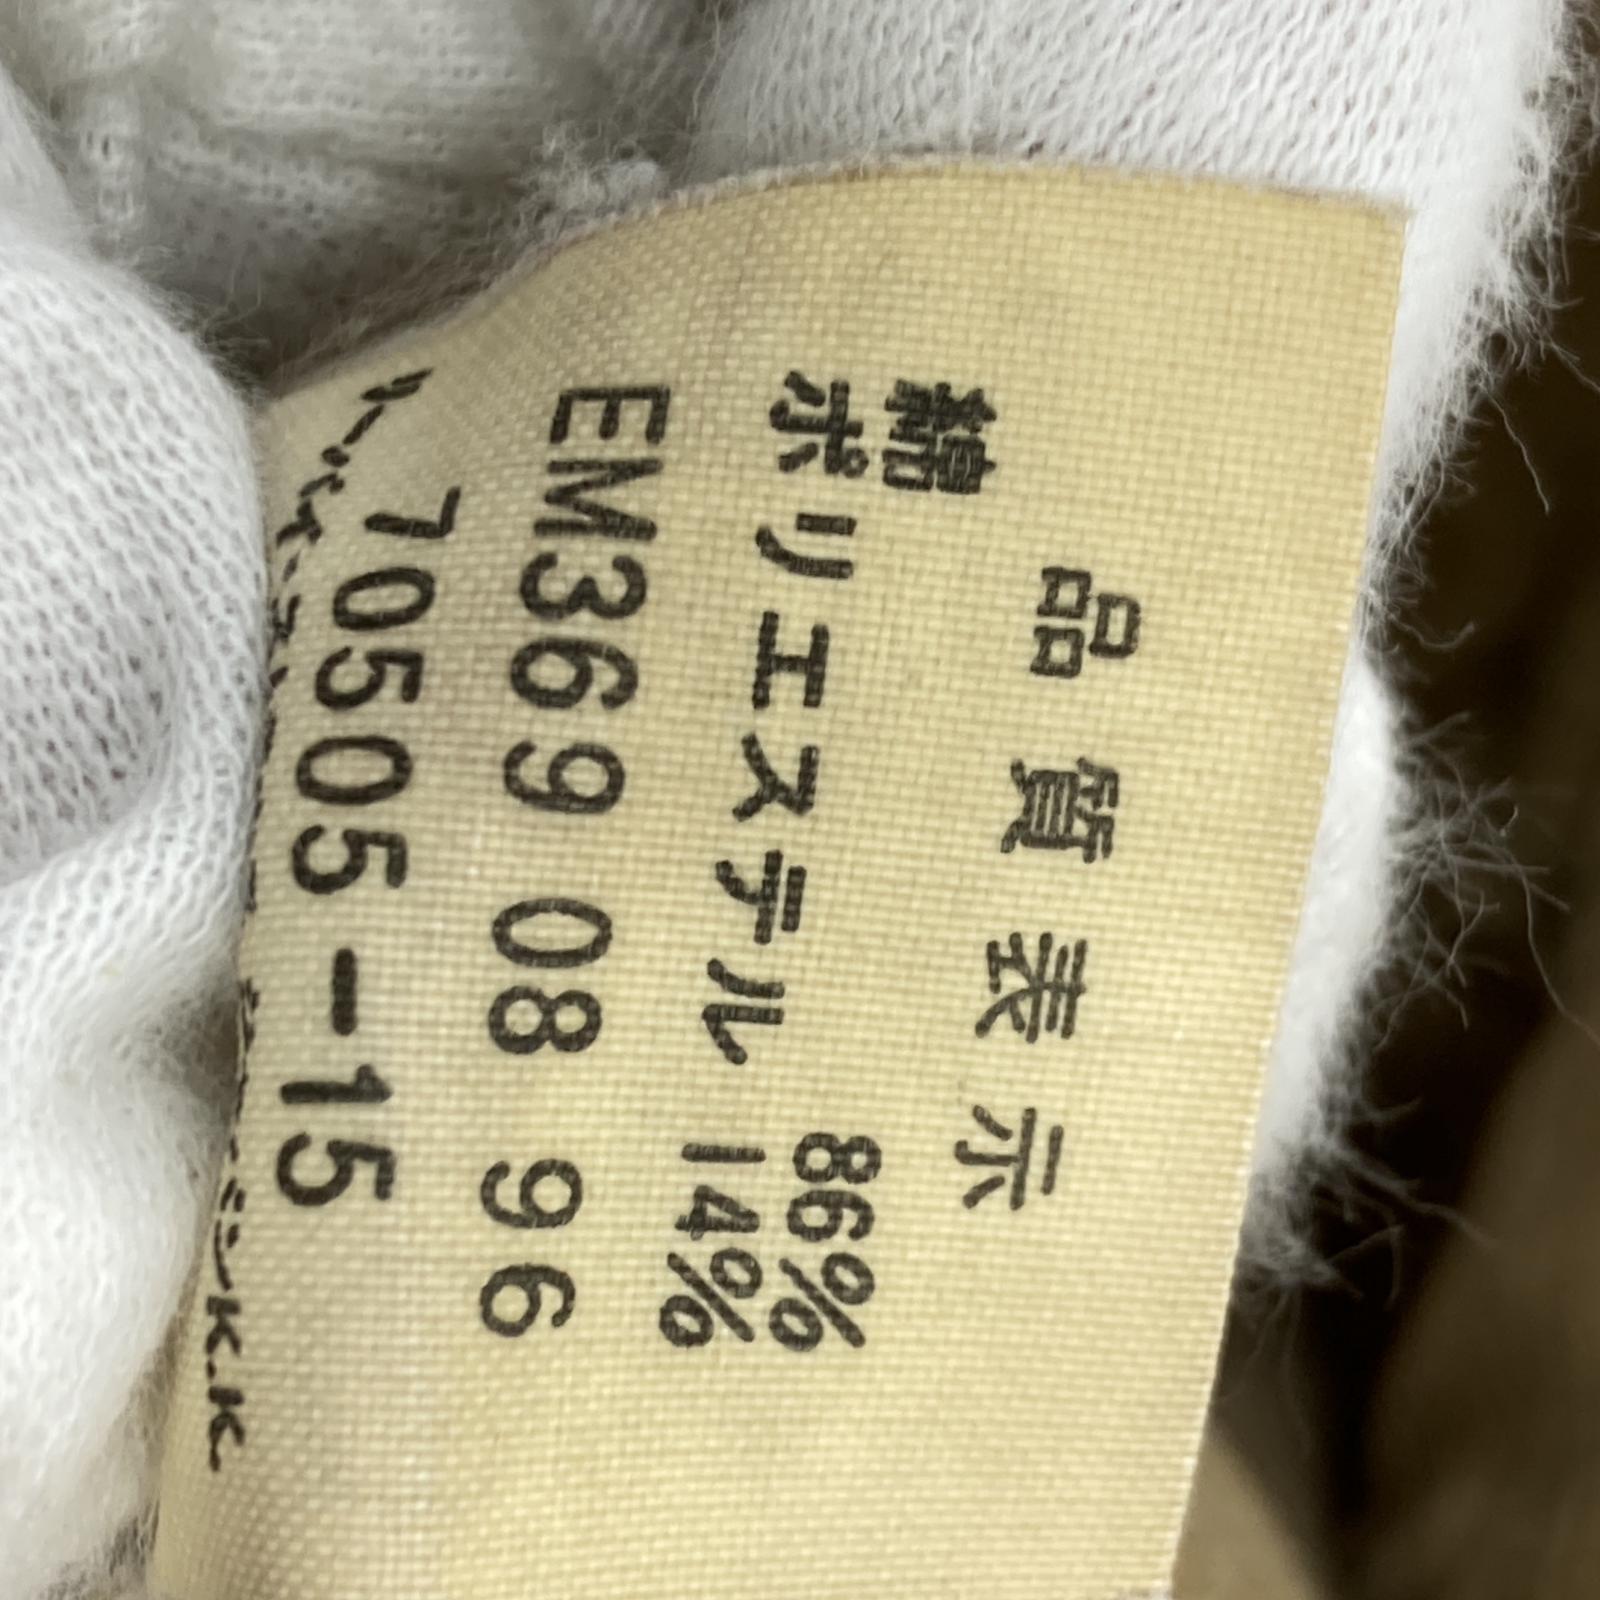 品質表示
綿 86%
ポリエステル 14%
EM369 08 96
70505-15
K.K.